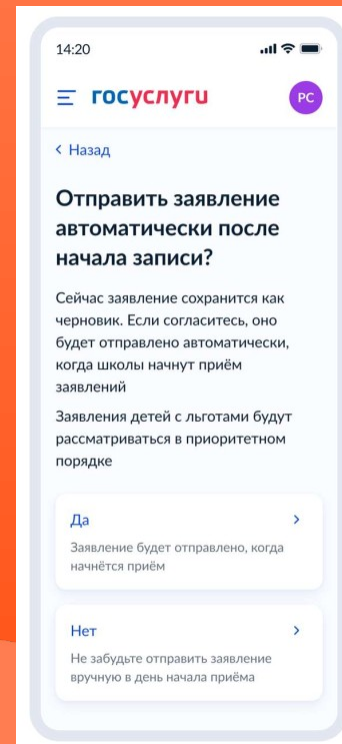 14:20
госуслуги
РС
Назад
Отправить заявление
автоматически после
начала записи?
Сейчас заявление сохранится как
черновик. Если согласитесь, оно
будет отправлено автоматически,
когда школы начнут приём
заявлений
Заявления детей с льготами будут
рассматриваться в приоритетном
порядке
Да
Заявление будет отправлено, когда
начнётся приём
Нет
Не забудьте отправить заявление
вручную в день начала приёма